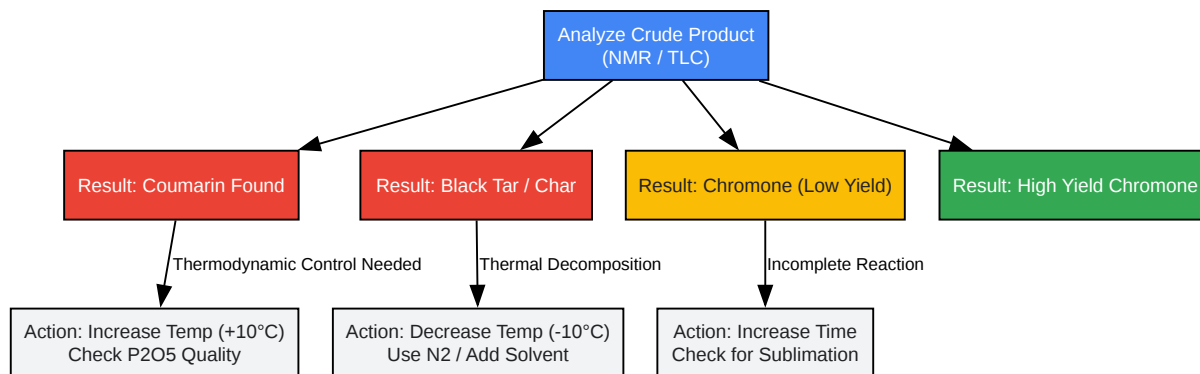 Analyze Crude Product
(NMR / TLC)
Result: Coumarin Found
Result: Black Tar / Char
Result: Chromone (Low Yield)
Result: High Yield Chromone
Thermodynamic Control Needed
Thermal Decomposition
Incomplete Reaction
Action: Increase Temp (+10°C)
Check P2O5 Quality
Action: Decrease Temp (-10°C)
Use N2 / Add Solvent
Action: Increase Time
Check for Sublimation